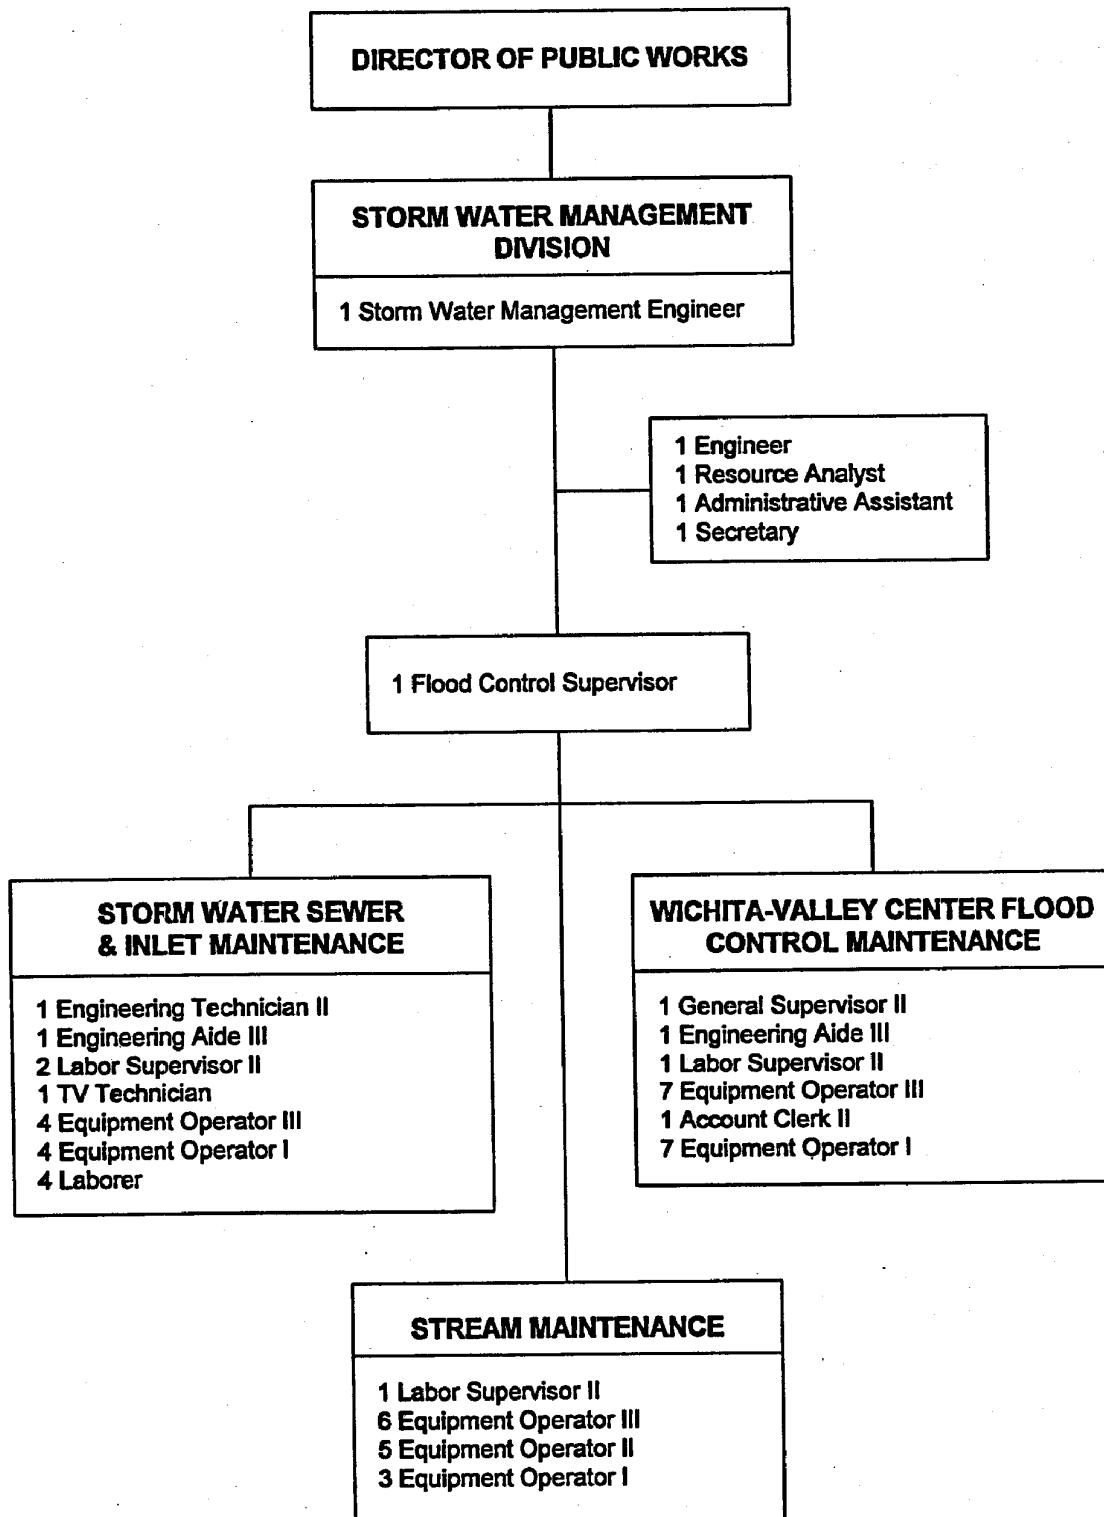 DIRECTOR OF PUBLIC WORKS
STORM WATER MANAGEMENT
DIVISION
1 Storm Water Management Engineer
1 Engineer
1 Resource Analyst
1 Administrative Assistant
1 Secretary
1 Flood Control Supervisor
STORM WATER SEWER
& INLET MAINTENANCE
1 Engineering Technician II
1 Engineering Aide III
2 Labor Supervisor II
1 TV Technician
4 Equipment Operator III
4 Equipment Operator I
4 Laborer
WICHITA-VALLEY CENTER FLOOD
CONTROL MAINTENANCE
1 General Supervisor II
1 Engineering Aide III
1 Labor Supervisor II
7 Equipment Operator III
1 Account Clerk II
7 Equipment Operator I
STREAM MAINTENANCE
1 Labor Supervisor II
6 Equipment Operator III
5 Equipment Operator II
3 Equipment Operator I